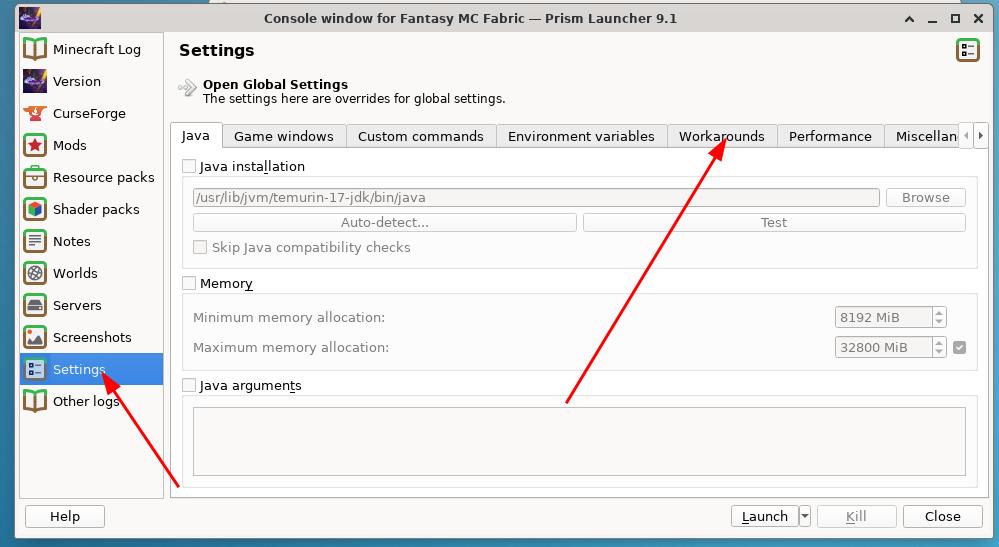 Console window for Fantasy MC Fabric — Prism Launcher 9.1
Minecraft Log
Version
CurseForge
Mods
Resource packs
Shader packs
Notes
Worlds
Servers
Screenshots
Settings
Other logs
Settings
Open Global Settings
The settings here are overrides for global settings.
Java Game windows Custom commands Environment variables Workarounds Performance Miscellan
Java installation
/usr/lib/jvm/temurin-17-jdk/bin/java Browse
Auto-detect... Test
Skip Java compatibility checks
Memory
Minimum memory allocation: 8192 MiB
Maximum memory allocation: 32800 MiB
Java arguments
Help Launch Kill Close